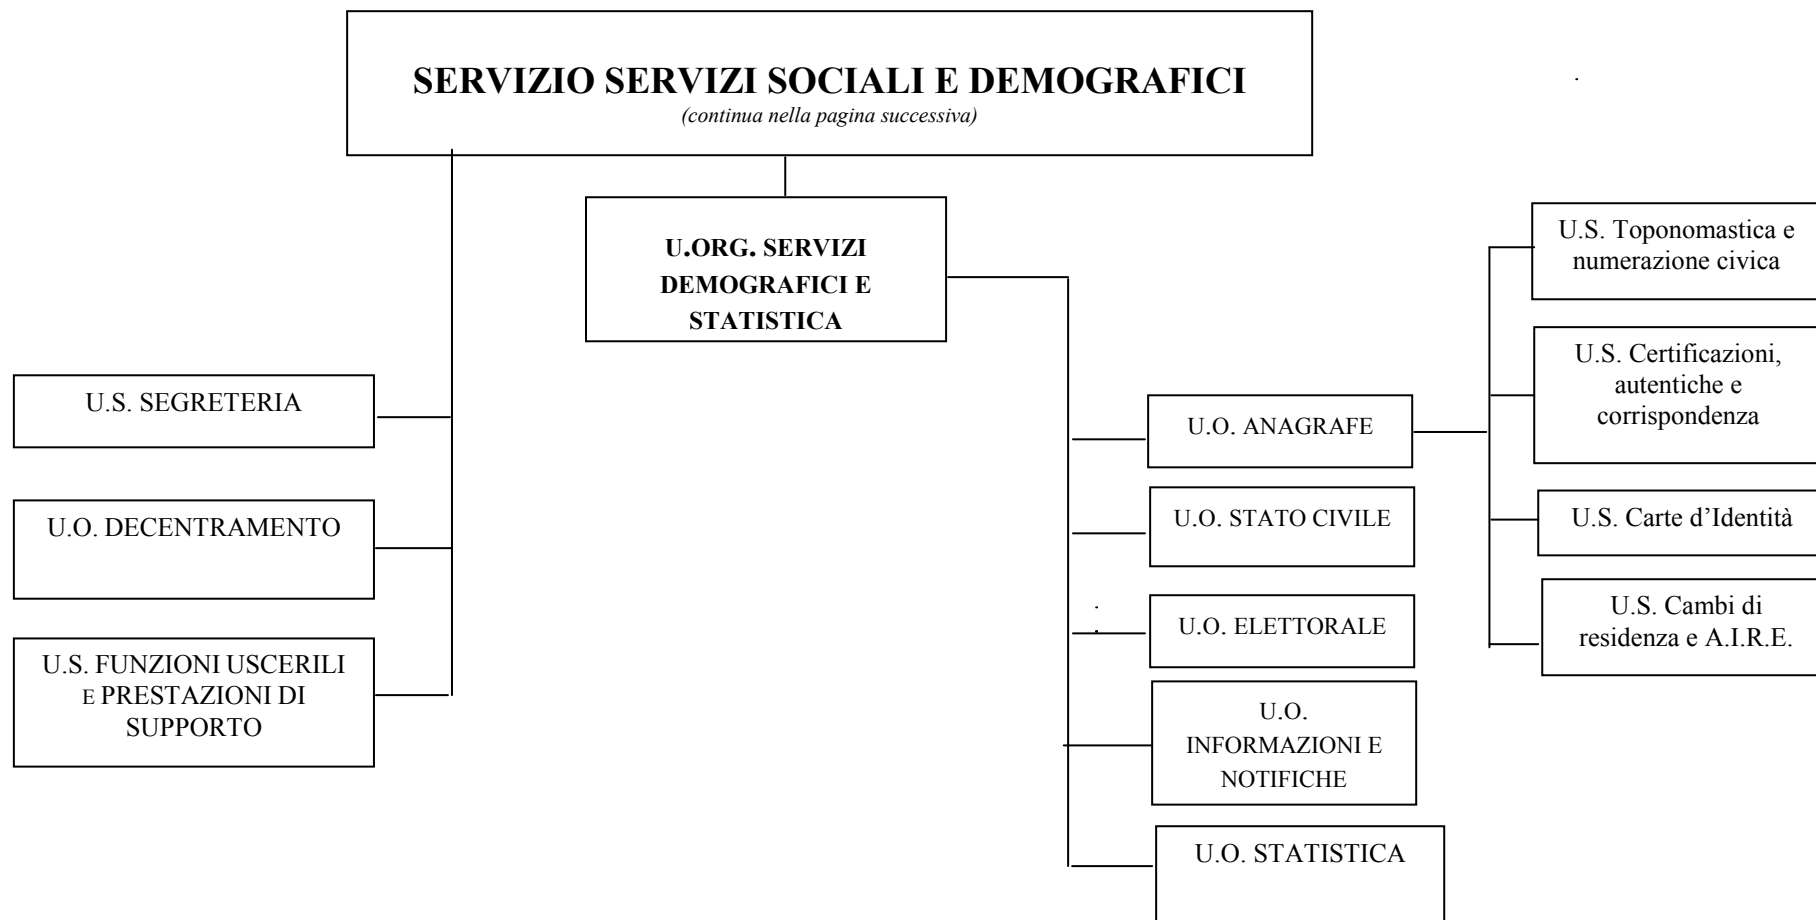 SERVIZIO SERVIZI SOCIALI E DEMOGRAFICI
(continua nella pagina successiva)
U.ORG. SERVIZI
DEMOGRAFICI E
STATISTICA
U.S. SEGRETERIA
U.O. DECENTRAMENTO
U.S. FUNZIONI USCERILI
E PRESTAZIONI DI
SUPPORTO
U.O. ANAGRAFE
U.O. STATO CIVILE
U.O. ELETTORALE
U.O.
INFORMAZIONI E
NOTIFICHE
U.O. STATISTICA
U.S. Toponomastica e
numerazione civica
U.S. Certificazioni,
autentiche e
corrispondenza
U.S. Carte d’Identità
U.S. Cambi di
residenza e A.I.R.E.